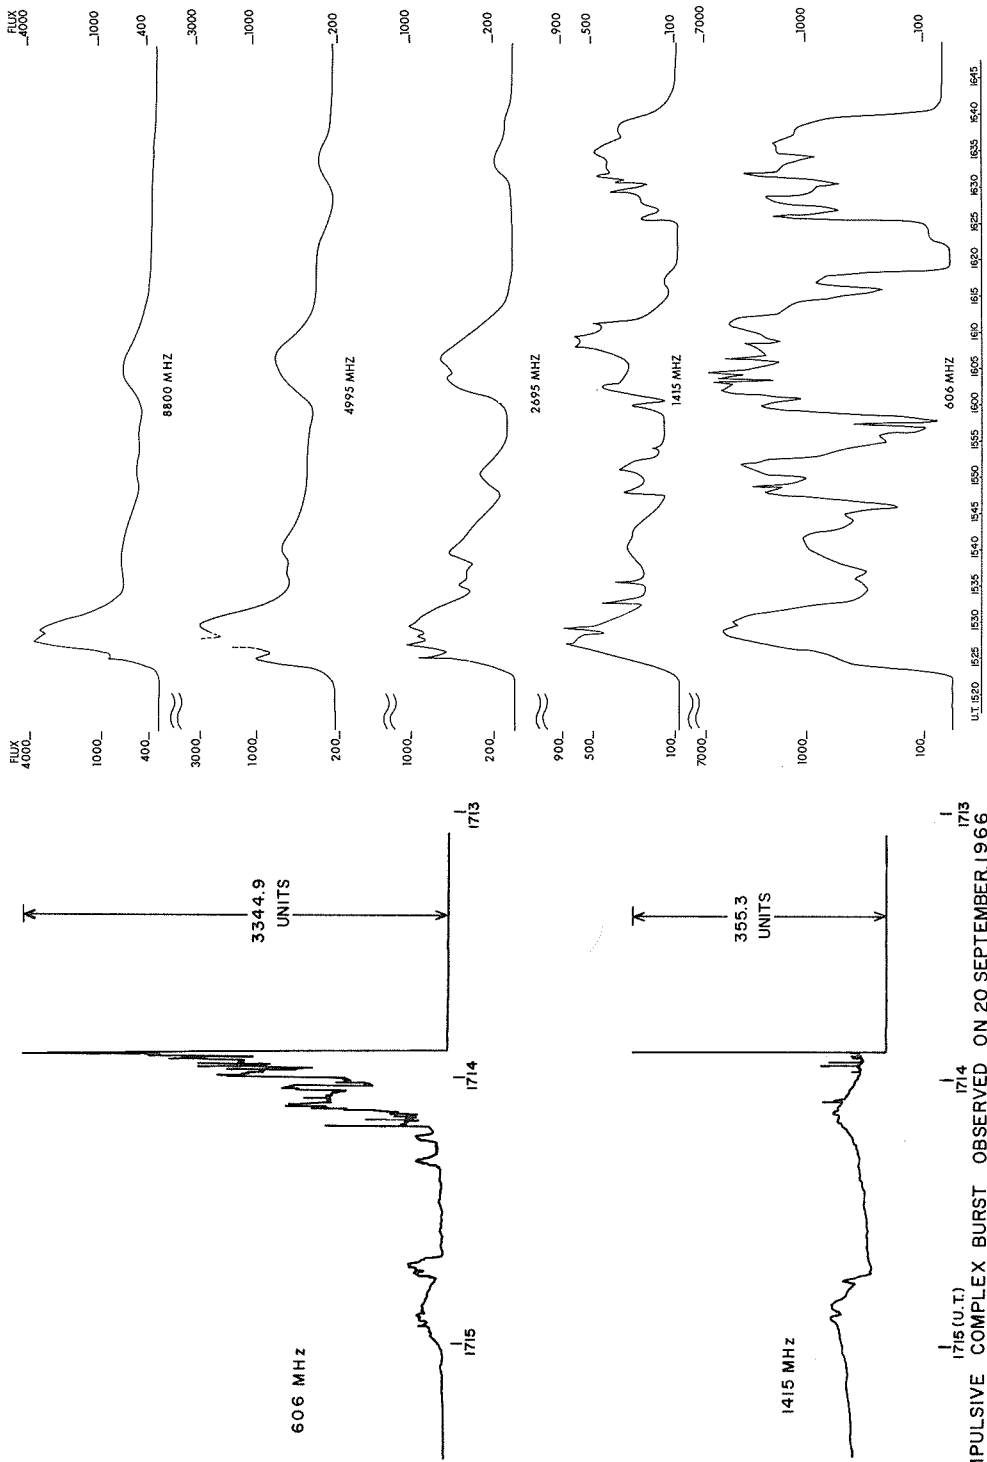 606 MHz
3344.9
UNITS
1715 1714 1713
1415 MHz
355.3
UNITS
1715 (U.T.) 1714 1713
IPULSIVE COMPLEX BURST OBSERVED ON 20 SEPTEMBER, 1966
FLUX FLUX
4000 4000
1000 1000
400 400
8800 MHZ
3000 3000
1000 1000
200 200
4995 MHZ
1000 1000
200 200
2695 MHZ
900 900
500 500
100 100
1415 MHZ
7000 7000
1000 1000
100 100
606 MHZ
U.T. 1520 1525 1530 1535 1540 1545 1550 1555 1600 1605 1610 1615 1620 1625 1630 1635 1640 1645